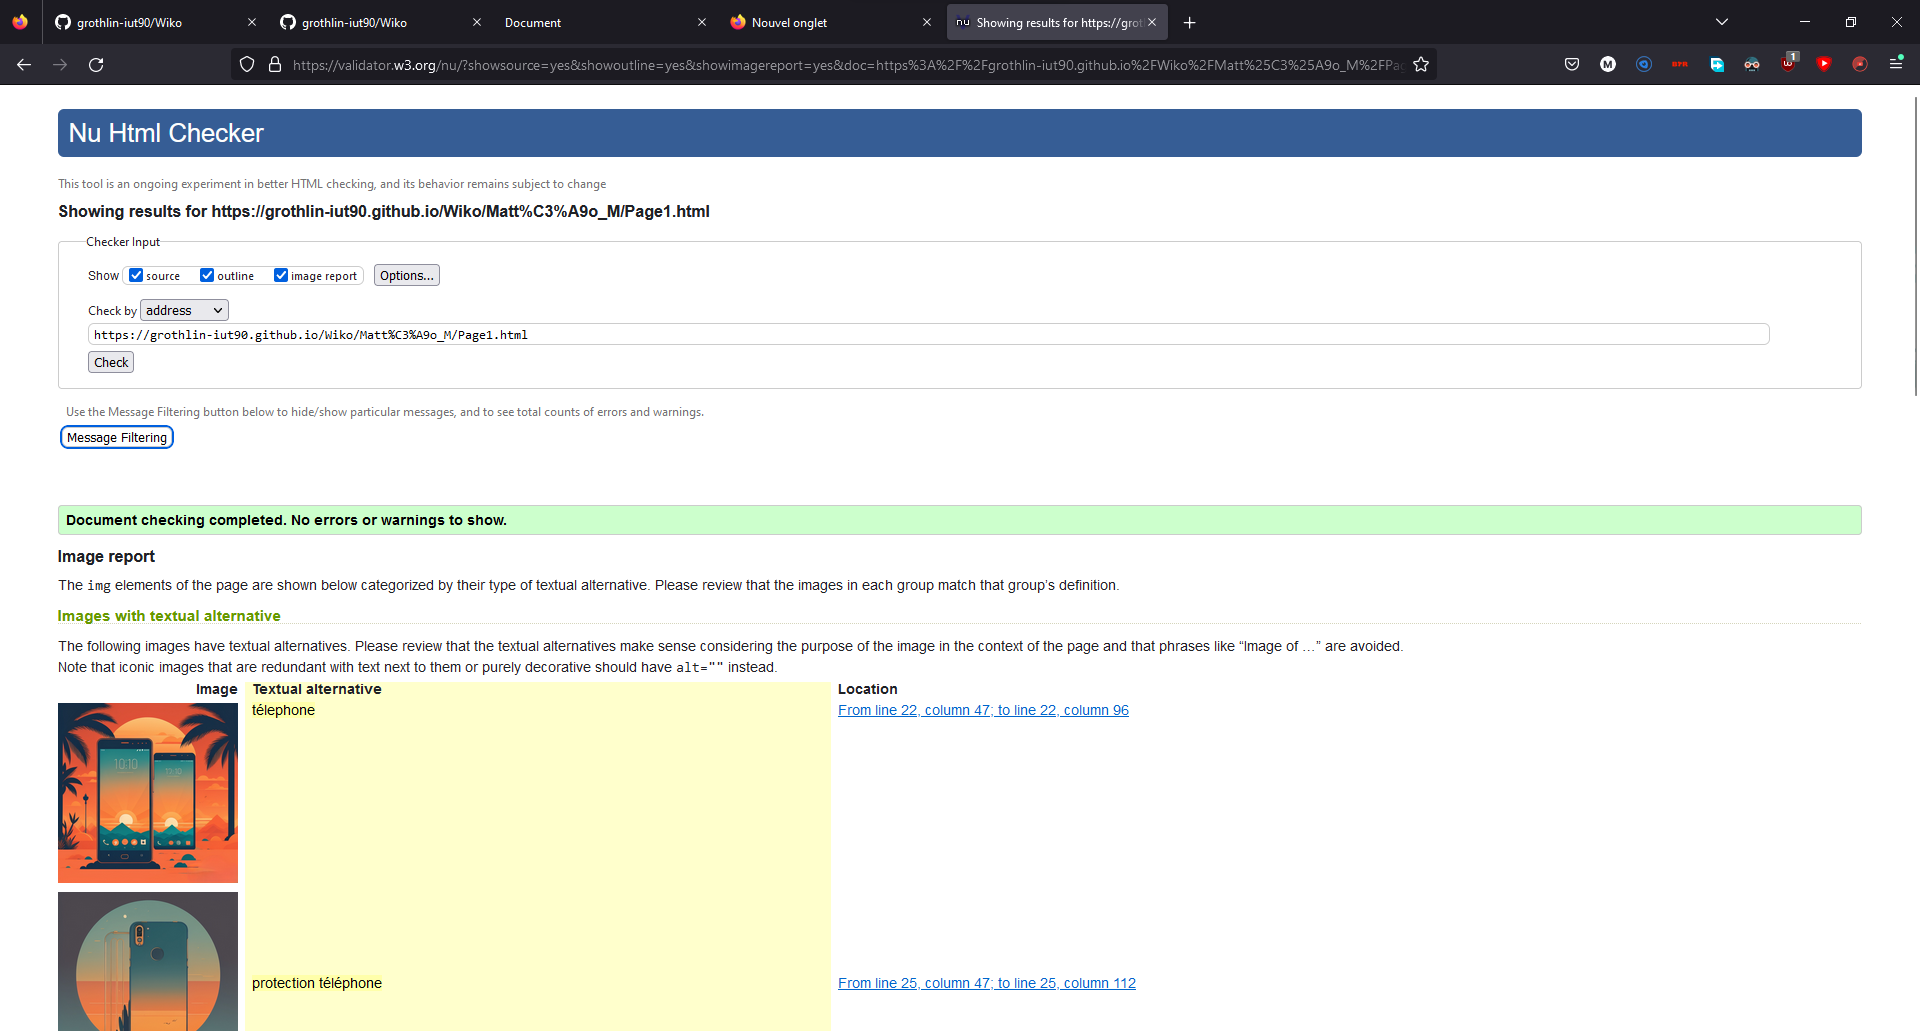 grothlin-iut90/Wiko
grothlin-iut90/Wiko
Document
Nouvel onglet
nu Showing results for https://grotl
https://validator.w3.org/nu/?showsource=yes&showoutline=yes&showimagereport=yes&doc=https%3A%2F%2Fgrothlin-iut90.github.io%2FWiko%2FMatt%25C3%25A9o_M%2FPag
M
1
Nu Html Checker
This tool is an ongoing experiment in better HTML checking, and its behavior remains subject to change
Showing results for https://grothlin-iut90.github.io/Wiko/Matt%C3%A9o_M/Page1.html
Checker Input
Show source outline image report Options...
Check by address
https://grothlin-iut90.github.io/Wiko/Matt%C3%A9o_M/Page1.html
Check
Use the Message Filtering button below to hide/show particular messages, and to see total counts of errors and warnings.
Message Filtering
Document checking completed. No errors or warnings to show.
Image report
The img elements of the page are shown below categorized by their type of textual alternative. Please review that the images in each group match that group’s definition.
Images with textual alternative
The following images have textual alternatives. Please review that the textual alternatives make sense considering the purpose of the image in the context of the page and that phrases like “Image of …” are avoided.
Note that iconic images that are redundant with text next to them or purely decorative should have alt="" instead.
Image Textual alternative Location
télephone From line 22, column 47; to line 22, column 96
10:10
protection téléphone From line 25, column 47; to line 25, column 112